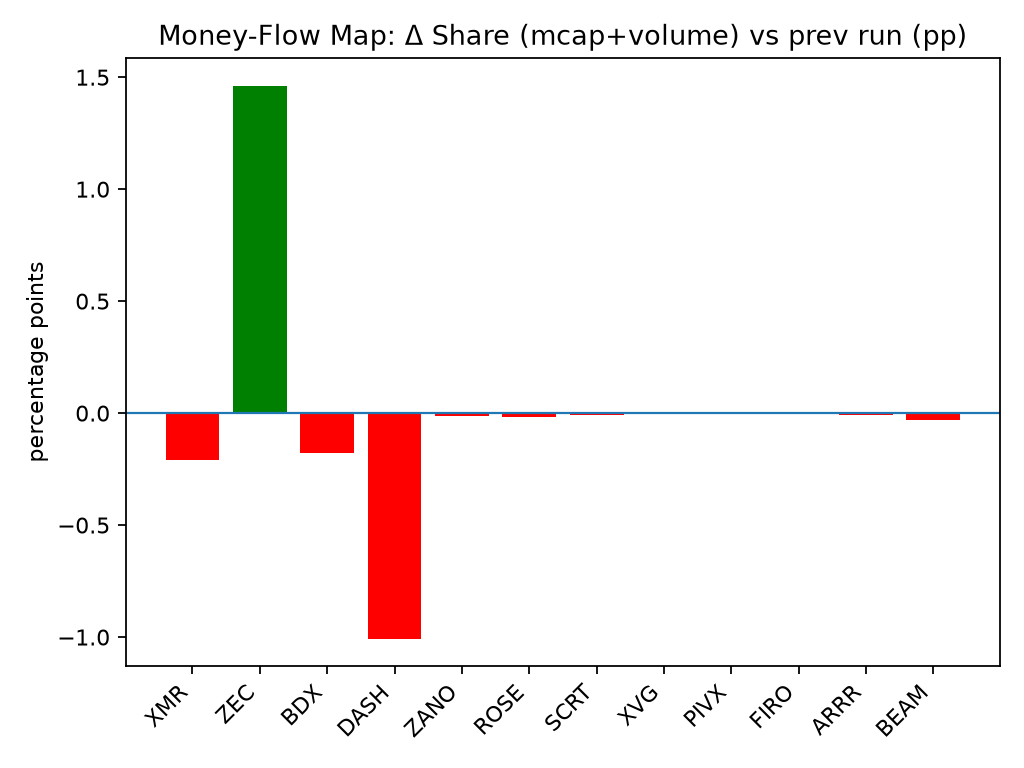 Money-Flow Map: Δ Share (mcap+volume) vs prev run (pp)
percentage points
1.5
1.0
0.5
0.0
−0.5
−1.0
XMR
ZEC
BDX
DASH
ZANO
ROSE
SCRT
XVG
PIVX
FIRO
ARRR
BEAM